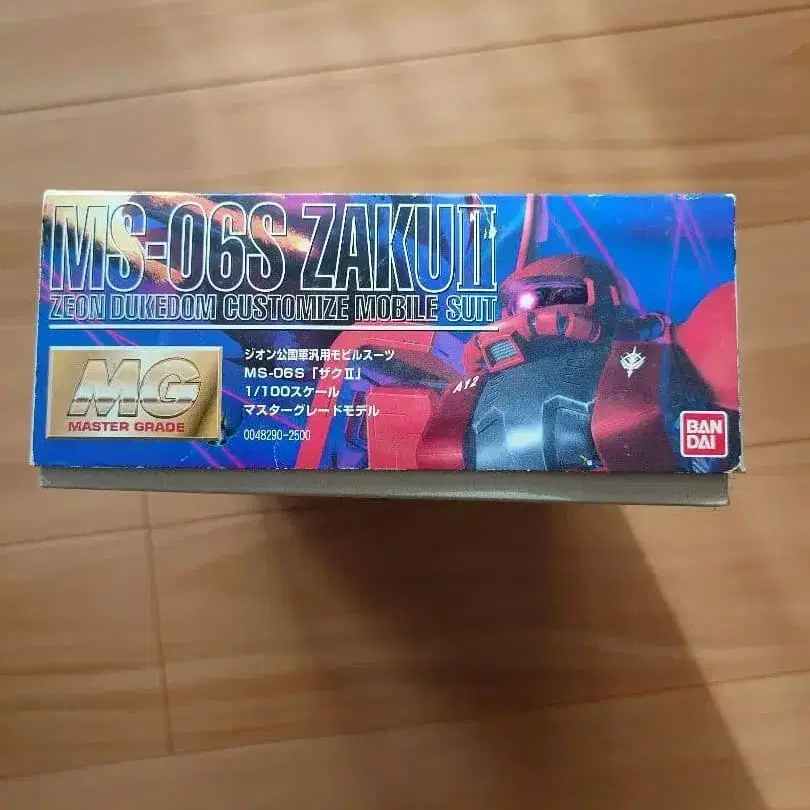 MS-06S ZAKUII
ZEON DUKEDOM CUSTOMIZE MOBILE SUIT
MG
MASTER GRADE
ジオン公国軍汎用モビルスーツ
MS-06S「ザクII」
1/100スケール
マスターグレードモデル
0048290-2500
A12
BAN
DAI